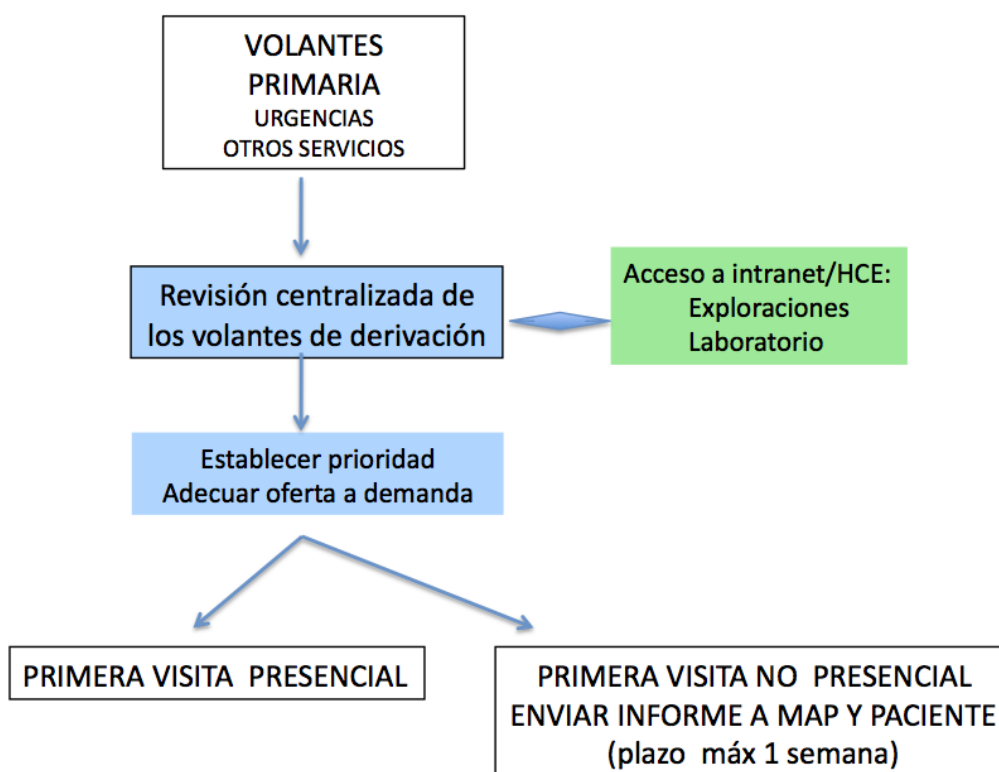 VOLANTES
PRIMARIA
URGENCIAS
OTROS SERVICIOS
Revisión centralizada de
los volantes de derivación
Acceso a intranet/HCE:
Exploraciones
Laboratorio
Establecer prioridad
Adecuar oferta a demanda
PRIMERA VISITA PRESENCIAL
PRIMERA VISITA NO PRESENCIAL
ENVIAR INFORME A MAP Y PACIENTE
(plazo máx 1 semana)